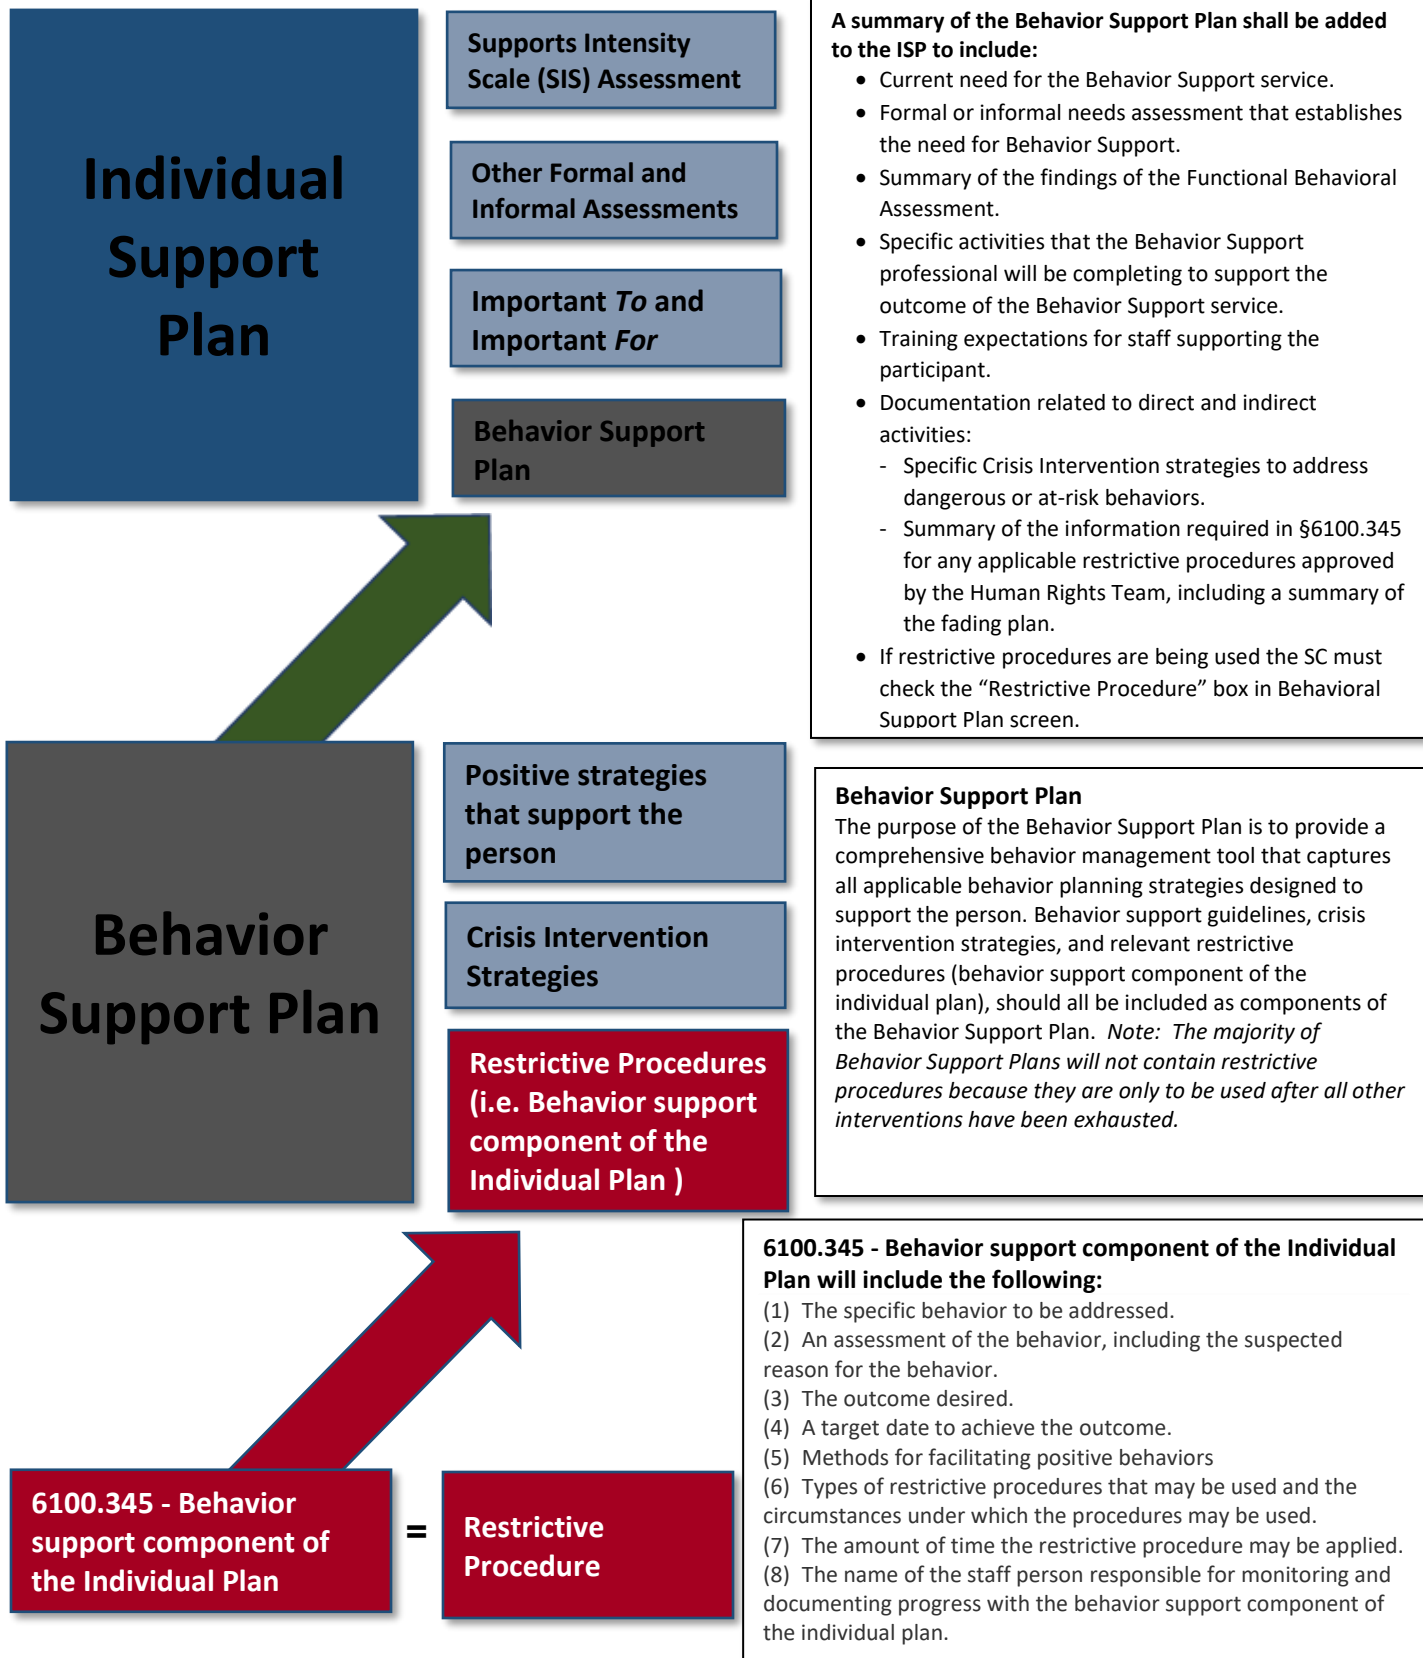 Individual
Support
Plan
Supports Intensity
Scale (SIS) Assessment
Other Formal and
Informal Assessments
Important To and
Important For
Behavior Support
Plan
A summary of the Behavior Support Plan shall be added
to the ISP to include:
• Current need for the Behavior Support service.
• Formal or informal needs assessment that establishes
the need for Behavior Support.
• Summary of the findings of the Functional Behavioral
Assessment.
• Specific activities that the Behavior Support
professional will be completing to support the
outcome of the Behavior Support service.
• Training expectations for staff supporting the
participant.
• Documentation related to direct and indirect
activities:
- Specific Crisis Intervention strategies to address
dangerous or at-risk behaviors.
- Summary of the information required in §6100.345
for any applicable restrictive procedures approved
by the Human Rights Team, including a summary of
the fading plan.
• If restrictive procedures are being used the SC must
check the “Restrictive Procedure” box in Behavioral
Support Plan screen.
Behavior
Support Plan
Positive strategies
that support the
person
Crisis Intervention
Strategies
Restrictive Procedures
(i.e. Behavior support
component of the
Individual Plan )
Behavior Support Plan
The purpose of the Behavior Support Plan is to provide a
comprehensive behavior management tool that captures
all applicable behavior planning strategies designed to
support the person. Behavior support guidelines, crisis
intervention strategies, and relevant restrictive
procedures (behavior support component of the
individual plan), should all be included as components of
the Behavior Support Plan. Note: The majority of
Behavior Support Plans will not contain restrictive
procedures because they are only to be used after all other
interventions have been exhausted.
6100.345 - Behavior
support component of
the Individual Plan
=
Restrictive
Procedure
6100.345 - Behavior support component of the Individual
Plan will include the following:
(1) The specific behavior to be addressed.
(2) An assessment of the behavior, including the suspected
reason for the behavior.
(3) The outcome desired.
(4) A target date to achieve the outcome.
(5) Methods for facilitating positive behaviors
(6) Types of restrictive procedures that may be used and the
circumstances under which the procedures may be used.
(7) The amount of time the restrictive procedure may be applied.
(8) The name of the staff person responsible for monitoring and
documenting progress with the behavior support component of
the individual plan.